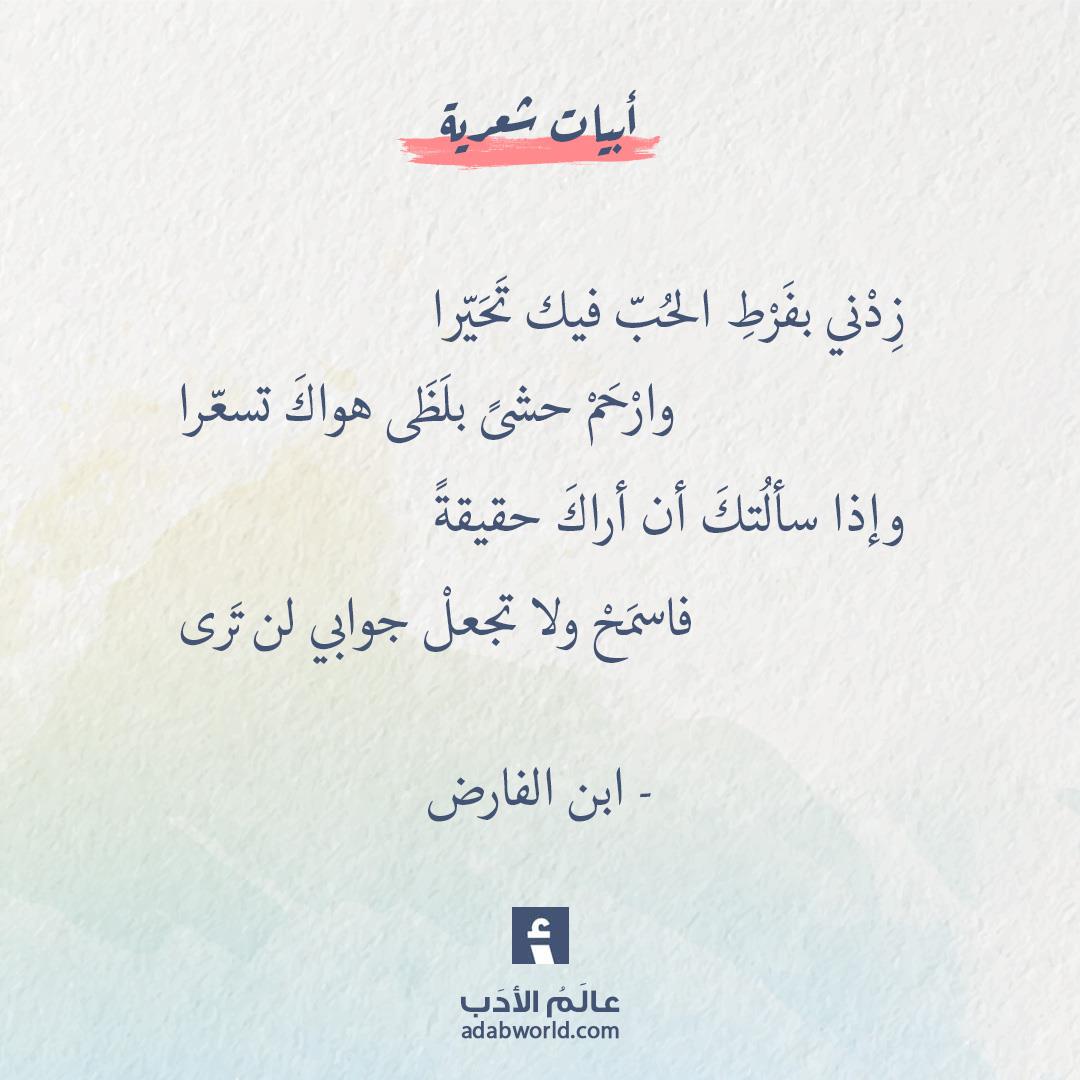 أبيات شعرية
زِدْني بفَرْطِ الحُبّ فيك تَحَيّرا
وارْحَمْ حشىً بلَظَى هواكَ تسعّرا
وإذا سألُتكَ أن أراكَ حقيقةً
فاسمَحْ ولا تجعلْ جوابي لن تَرى
- ابن الفارض
أ
عالَمُ الأدَب
adabworld.com